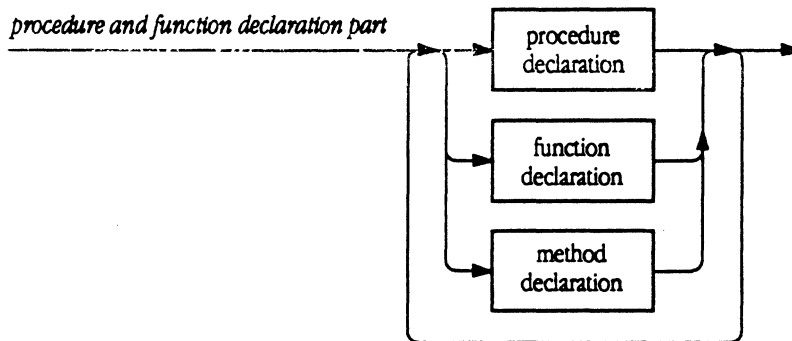 procedure and function declaration part
procedure
declaration
function
declaration
method
declaration